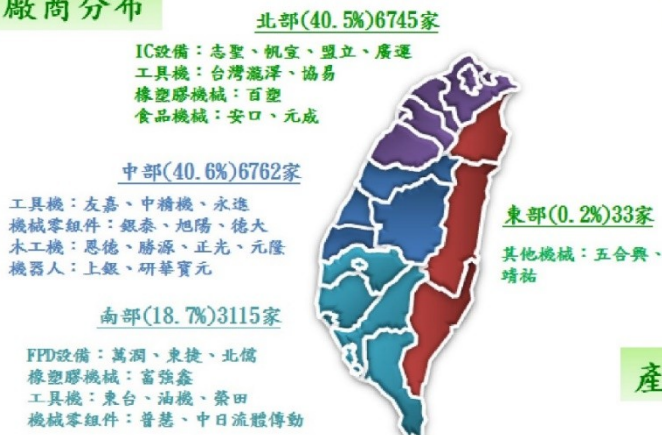 廠商分布
北部(40.5%)6745家
IC設備：志聖、帆宣、盟立、廣運
工具機：台灣瀧澤、協易
橡塑膠機械：百塑
食品機械：安口、元成
中部(40.6%)6762家
工具機：友嘉、中精機、永進
機械零組件：銀泰、旭陽、德大
木工機：恩德、勝源、正光、元隆
機器人：上銀、研華寶元
東部(0.2%)33家
其他機械：五合興、
靖祐
南部(18.7%)3115家
FPD設備：萬潤、東捷、北儒
橡塑膠機械：富強鑫
工具機：東台、油機、榮田
機械零組件：普慧、中日流體傳動
產